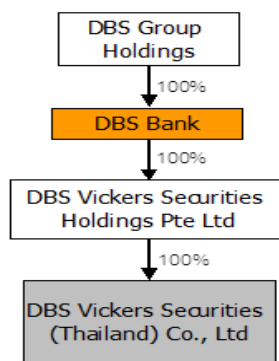 DBS Group
Holdings
100%
DBS Bank
100%
DBS Vickers Securities
Holdings Pte Ltd
100%
DBS Vickers Securities
(Thailand) Co., Ltd